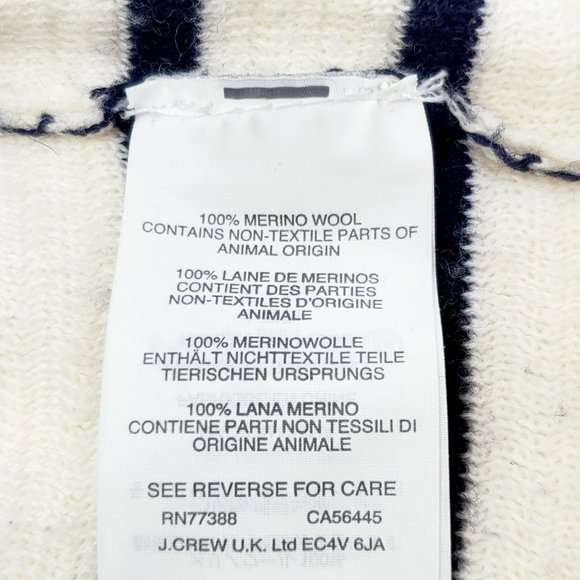 100% MERINO WOOL
CONTAINS NON-TEXTILE PARTS OF
ANIMAL ORIGIN
100% LAINE DE MERINOS
CONTIENT DES PARTIES
NON-TEXTILES D'ORIGINE
ANIMALE
100% MERINOWOLLE
ENTHÄLT NICHTTEXTILE TEILE
TIERISCHEN URSPRUNGS
100% LANA MERINO
CONTIENE PARTI NON TESSILI DI
ORIGINE ANIMALE
SEE REVERSE FOR CARE
RN77388 CA56445
J.CREW U.K. Ltd EC4V 6JA